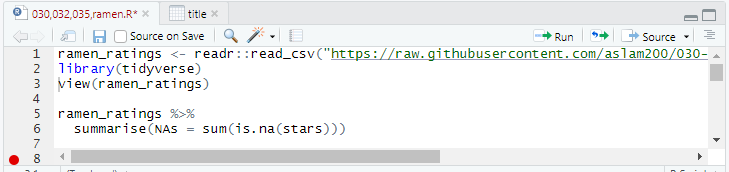 030,032,035,ramen.R* title
Source on Save Run Source
1 ramen_ratings <- readr::read_csv("https://raw.githubusercontent.com/aslam200/030-
2 library(tidyverse)
3 view(ramen_ratings)
4
5 ramen_ratings %>%
6 summarise(NAs = sum(is.na(stars)))
7
8